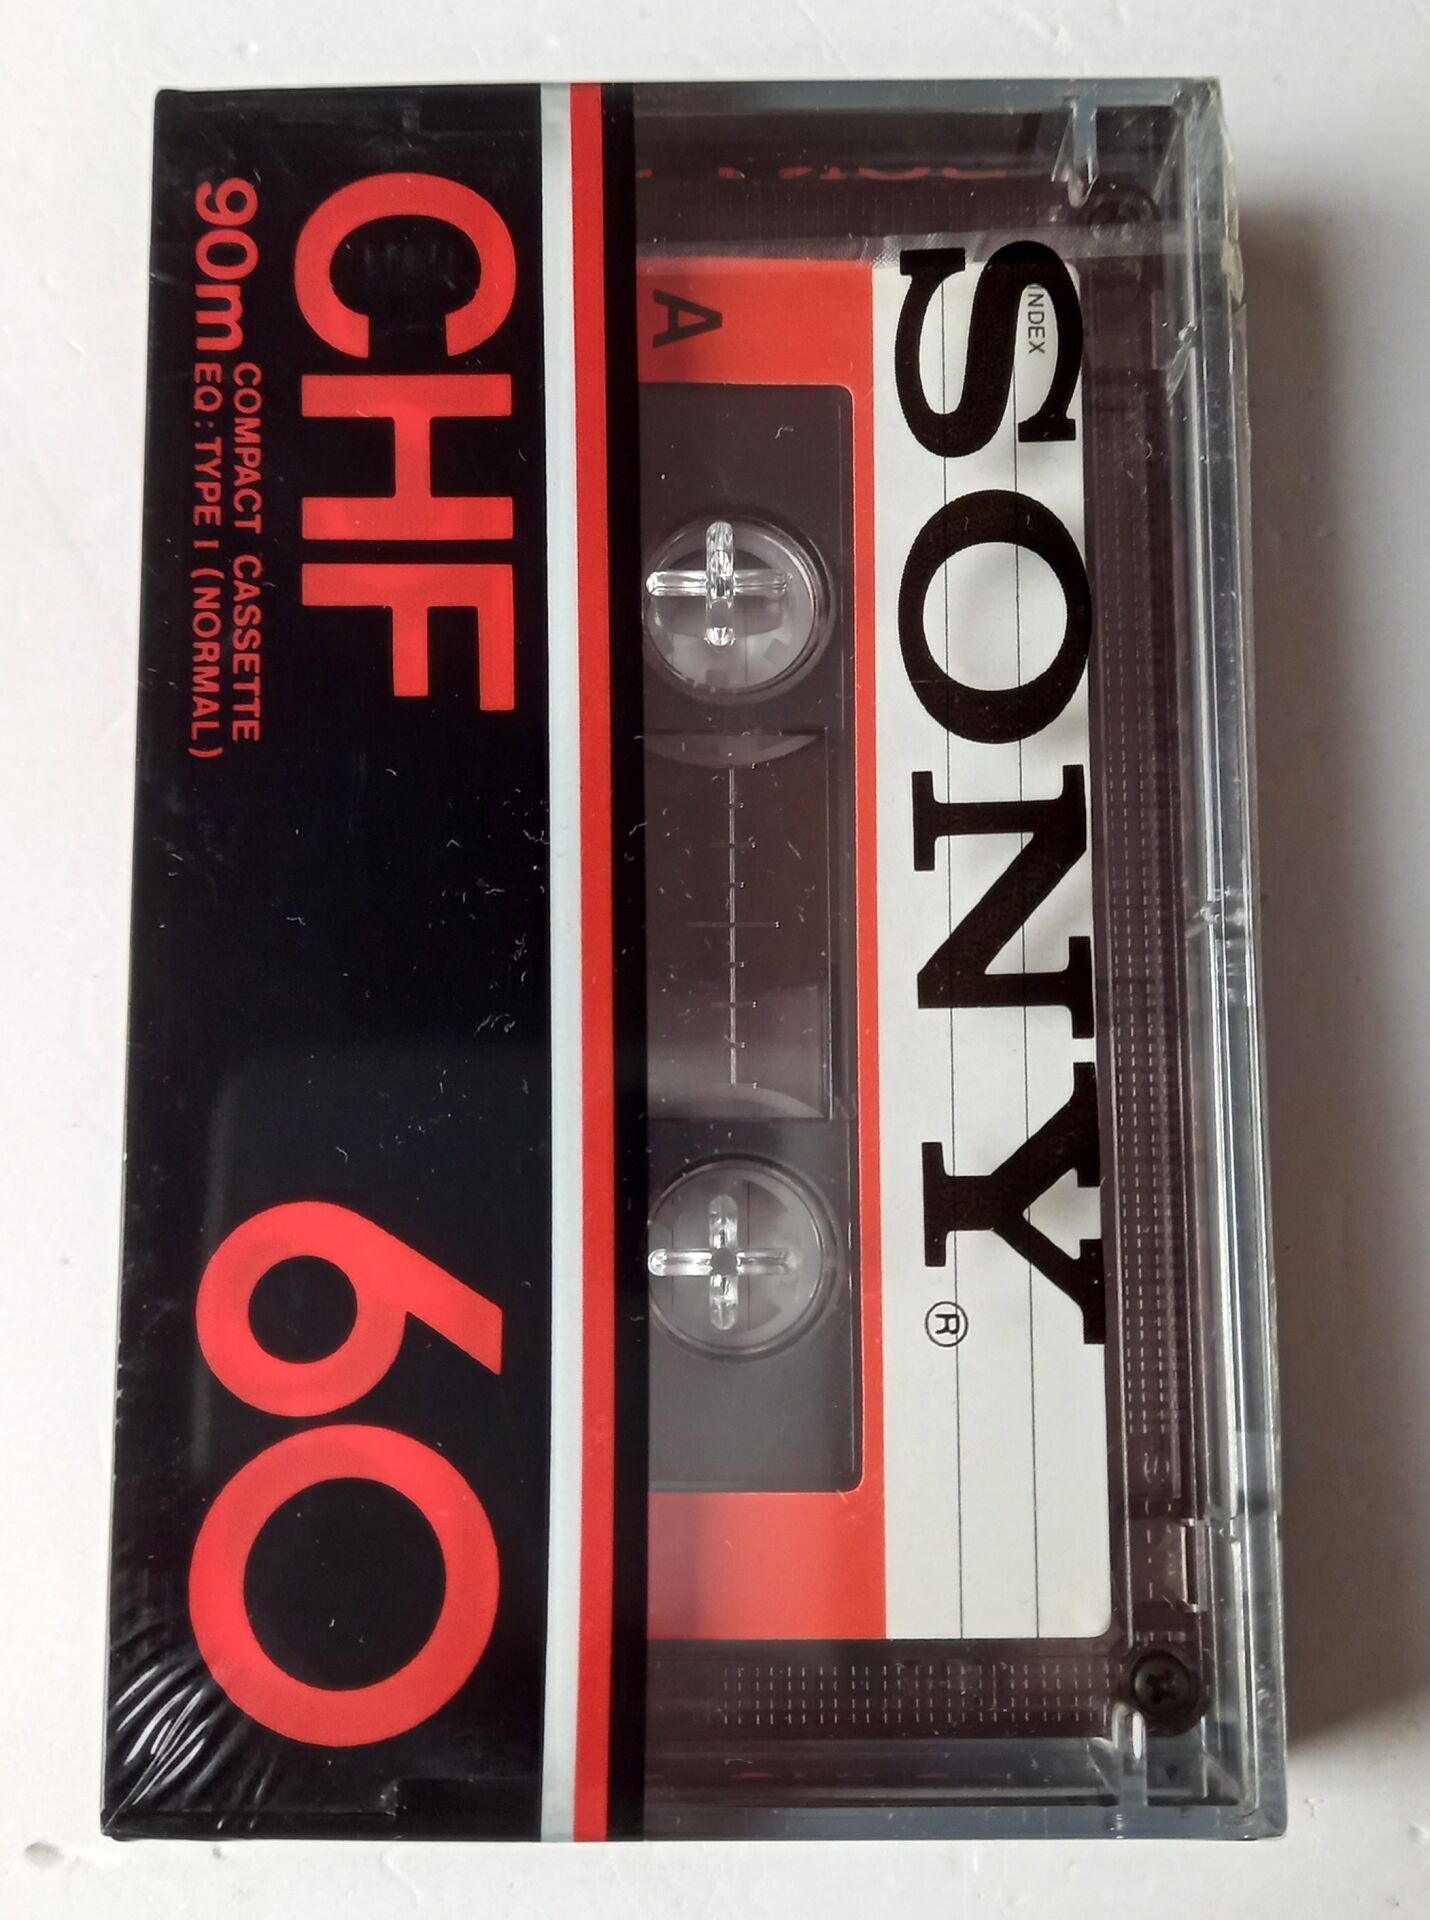 SONY®
INDEX
A
CHF 60
90m COMPACT CASSETTE
EQ: TYPE I (NORMAL)